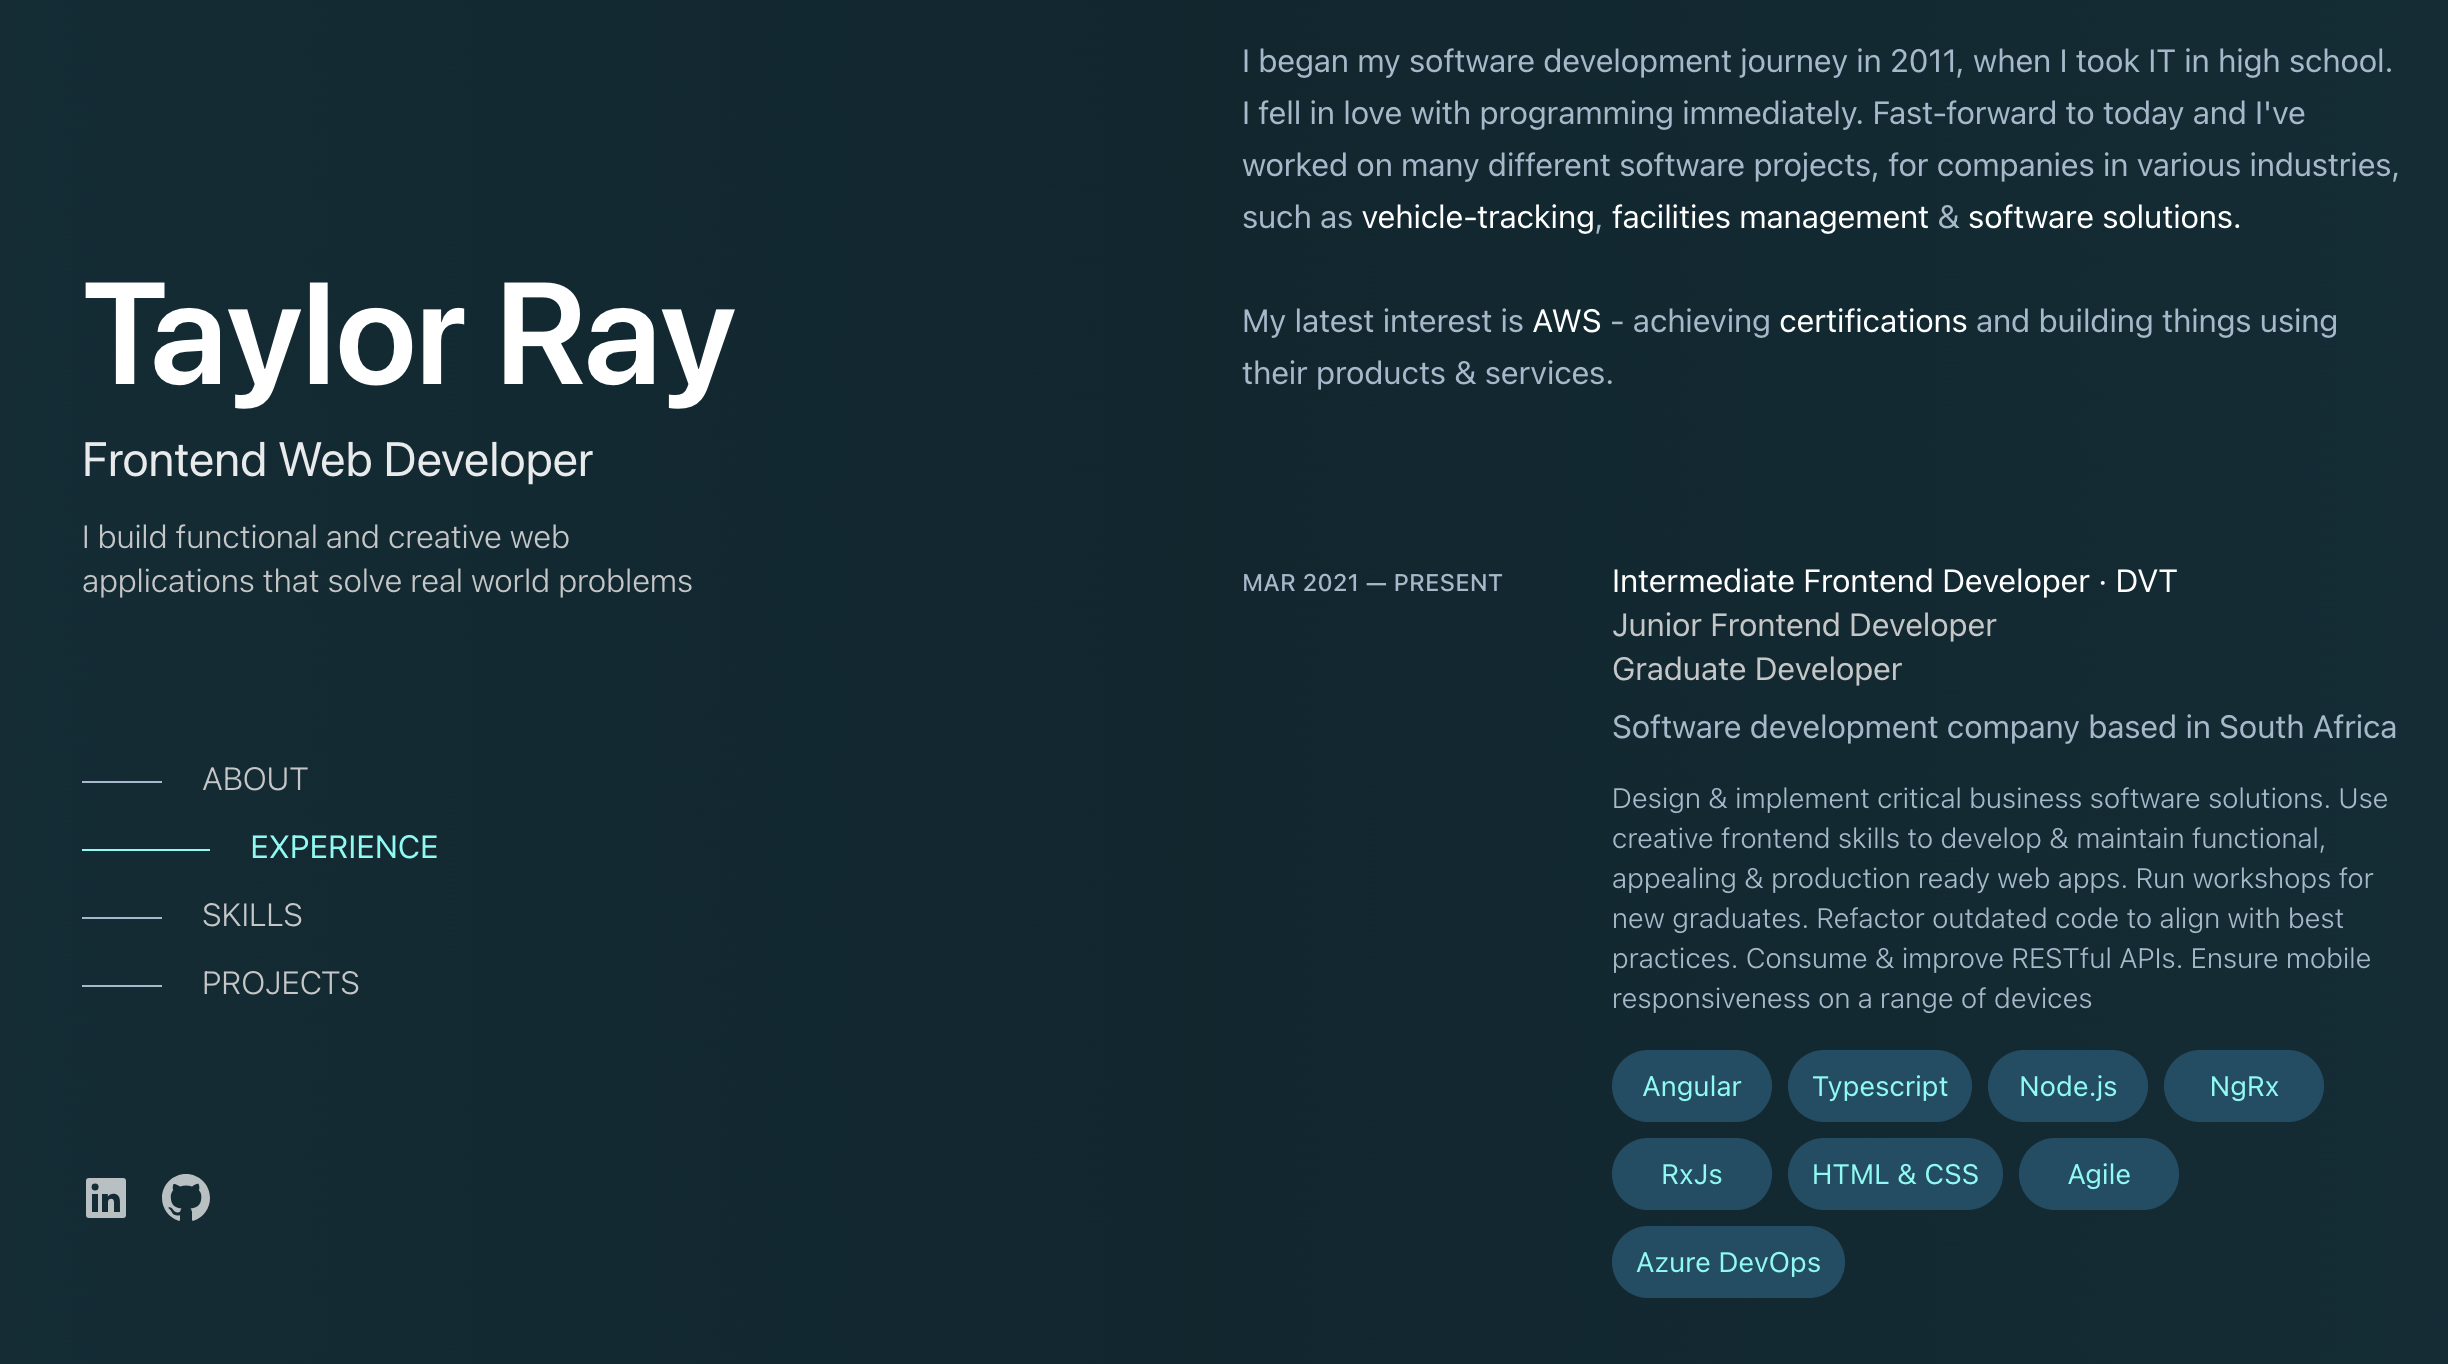 Taylor Ray
Frontend Web Developer
I build functional and creative web
applications that solve real world problems
ABOUT
EXPERIENCE
SKILLS
PROJECTS
in
I began my software development journey in 2011, when I took IT in high school.
I fell in love with programming immediately. Fast-forward to today and I've
worked on many different software projects, for companies in various industries,
such as vehicle-tracking, facilities management & software solutions.
My latest interest is AWS - achieving certifications and building things using
their products & services.
MAR 2021 — PRESENT
Intermediate Frontend Developer · DVT
Junior Frontend Developer
Graduate Developer
Software development company based in South Africa
Design & implement critical business software solutions. Use
creative frontend skills to develop & maintain functional,
appealing & production ready web apps. Run workshops for
new graduates. Refactor outdated code to align with best
practices. Consume & improve RESTful APIs. Ensure mobile
responsiveness on a range of devices
Angular Typescript Node.js NgRx
RxJs HTML & CSS Agile
Azure DevOps